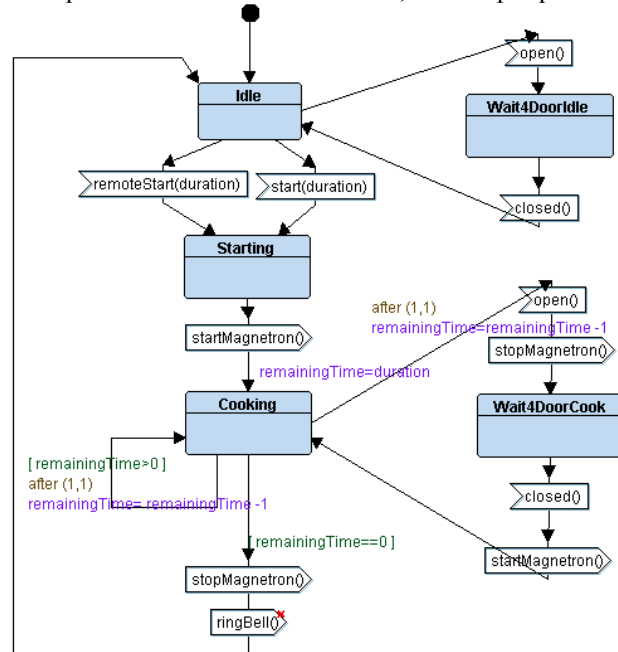 Idle
open()
Wait4DoorIdle
remoteStart(duration)
start(duration)
closed()
Starting
startMagnetron()
after (1,1)
remainingTime=remainingTime -1
open()
stopMagnetron()
remainingTime=duration
Cooking
Wait4DoorCook
[ remainingTime>0 ]
after (1,1)
remainingTime= remainingTime -1
closed()
[ remainingTime==0 ]
startMagnetron()
stopMagnetron()
ringBell()